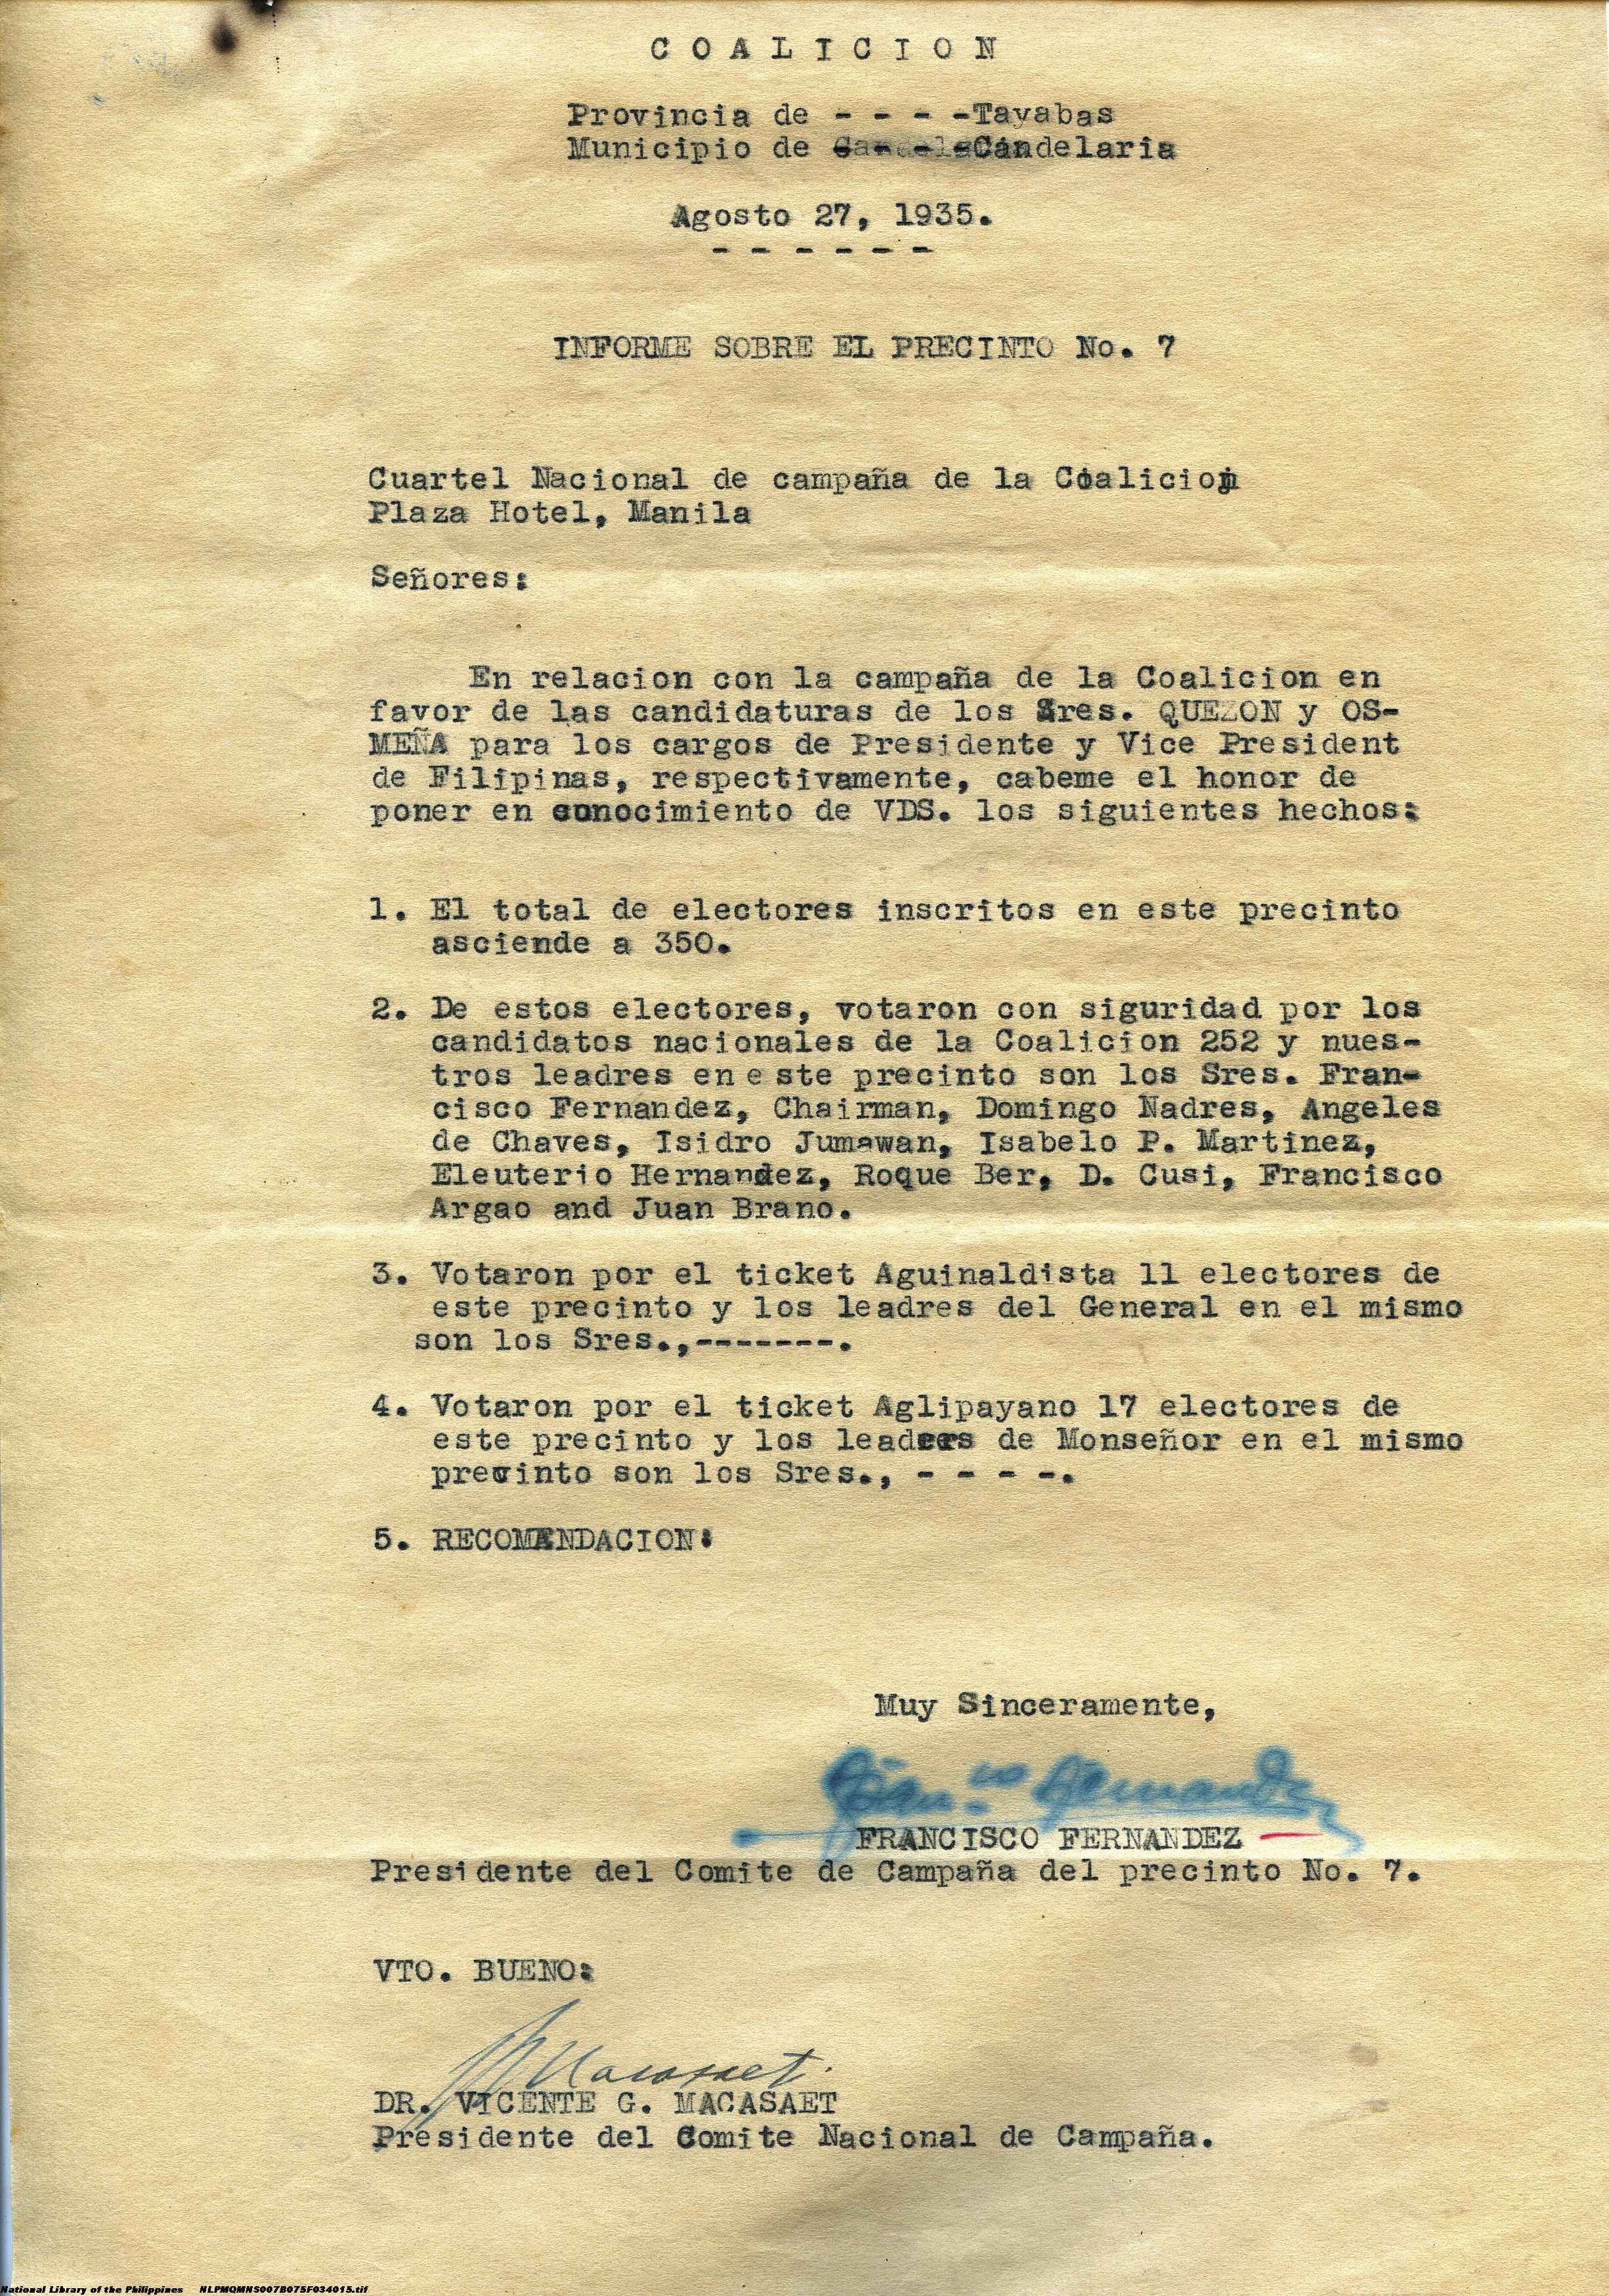 C O A L I C I O N
Provincia de - - - -Tayabas
Municipio de Candelaria
Agosto 27, 1935.
- - - - - -
INFORME SOBRE EL PRECINTO No. 7
Cuartel Nacional de campaña de la Coalicion
Plaza Hotel, Manila
Señores:
En relacion con la campaña de la Coalicion en
favor de las candidaturas de los Sres. QUEZON y OS-
MEÑA para los cargos de Presidente y Vice President
de Filipinas, respectivamente, cabeme el honor de
poner en conocimiento de VDS. los siguientes hechos:
1. El total de electores inscritos en este precinto
asciende a 350.
2. De estos electores, votaron con siguridad por los
candidatos nacionales de la Coalicion 252 y nues-
tros leadres en este precinto son los Sres. Fran-
cisco Fernandez, Chairman, Domingo Nadres, Angeles
de Chaves, Isidro Jumawan, Isabelo P. Martinez,
Eleuterio Hernandez, Roque Ber, D. Cusi, Francisco
Argao and Juan Brano.
3. Votaron por el ticket Aguinaldista 11 electores de
este precinto y los leadres del General en el mismo
son los Sres.,-------.
4. Votaron por el ticket Aglipayano 17 electores de
este precinto y los leaders de Monseñor en el mismo
precinto son los Sres., - - - -.
5. RECOMENDACION:
Muy Sinceramente,
Fran.co Fernandez
FRANCISCO FERNANDEZ
Presidente del Comite de Campaña del precinto No. 7.
VTO. BUENO:
Macasaet
DR. VICENTE G. MACASAET
Presidente del Comite Nacional de Campaña.
National Library of the Philippines NLPMQMNS007B075F034015.tif